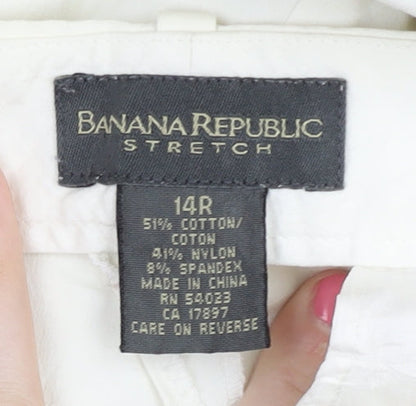 BANANA REPUBLIC
STRETCH
14R
51% COTTON/
COTON
41% NYLON
8% SPANDEX
MADE IN CHINA
RN 54023
CA 17897
CARE ON REVERSE